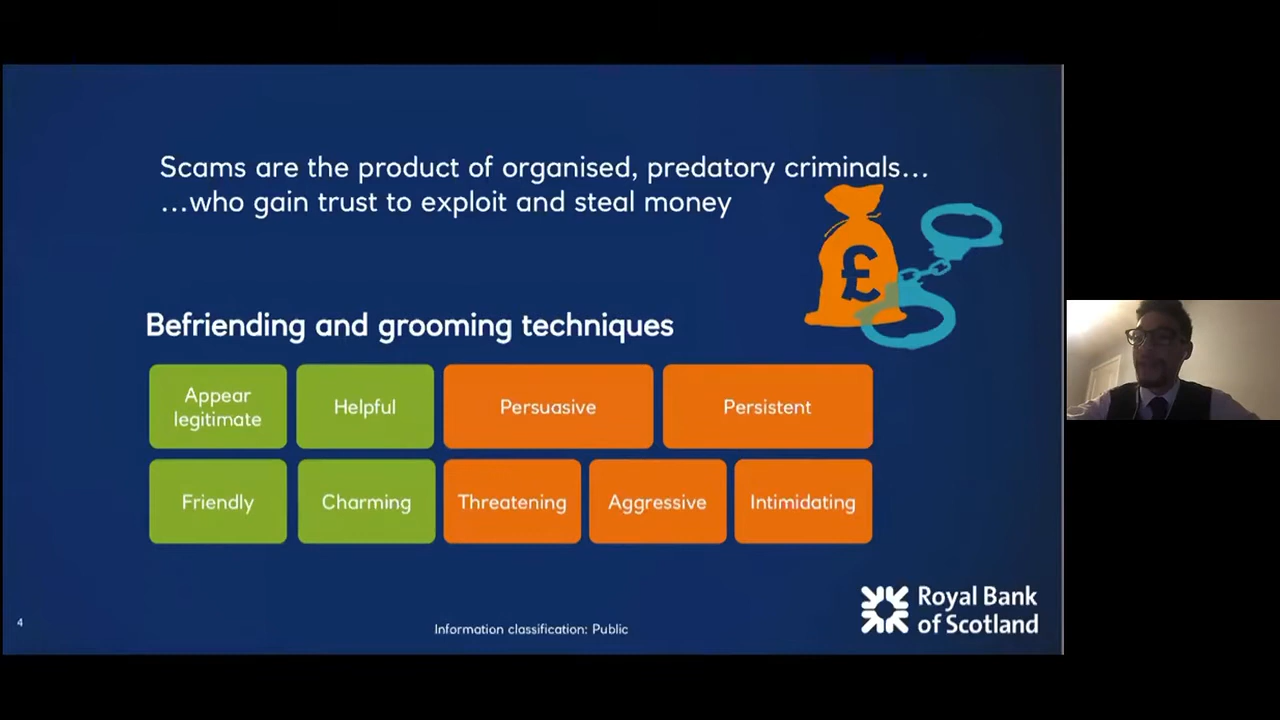 Scams are the product of organised, predatory criminals...
...who gain trust to exploit and steal money
£
Befriending and grooming techniques
Appear
legitimate
Helpful
Persuasive
Persistent
Friendly
Charming
Threatening
Aggressive
Intimidating
4
Information classification: Public
Royal Bank
of Scotland